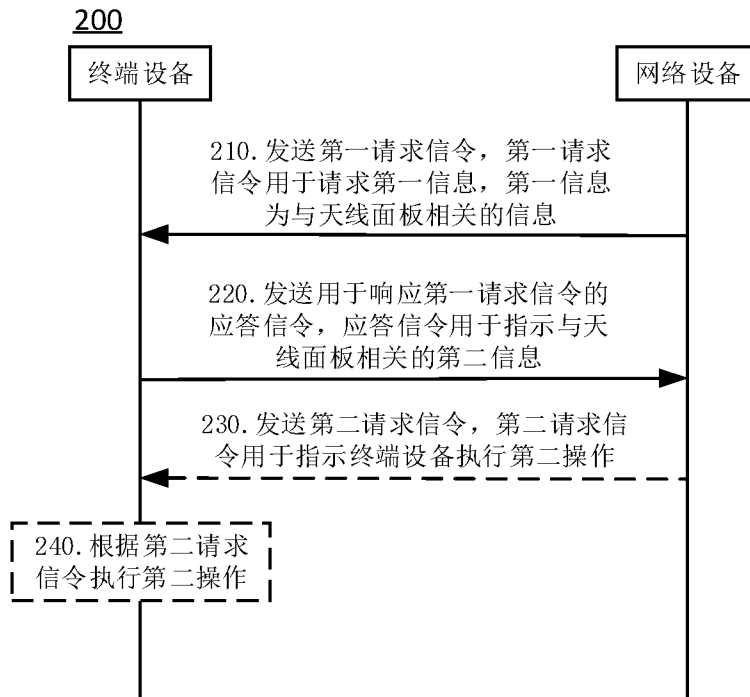 200
终端设备
网络设备
210.发送第一请求信令，第一请求
信令用于请求第一信息，第一信息
为与天线面板相关的信息
220.发送用于响应第一请求信令的
应答信令，应答信令用于指示与天
线面板相关的第二信息
230.发送第二请求信令，第二请求信
令用于指示终端设备执行第二操作
240.根据第二请求
信令执行第二操作